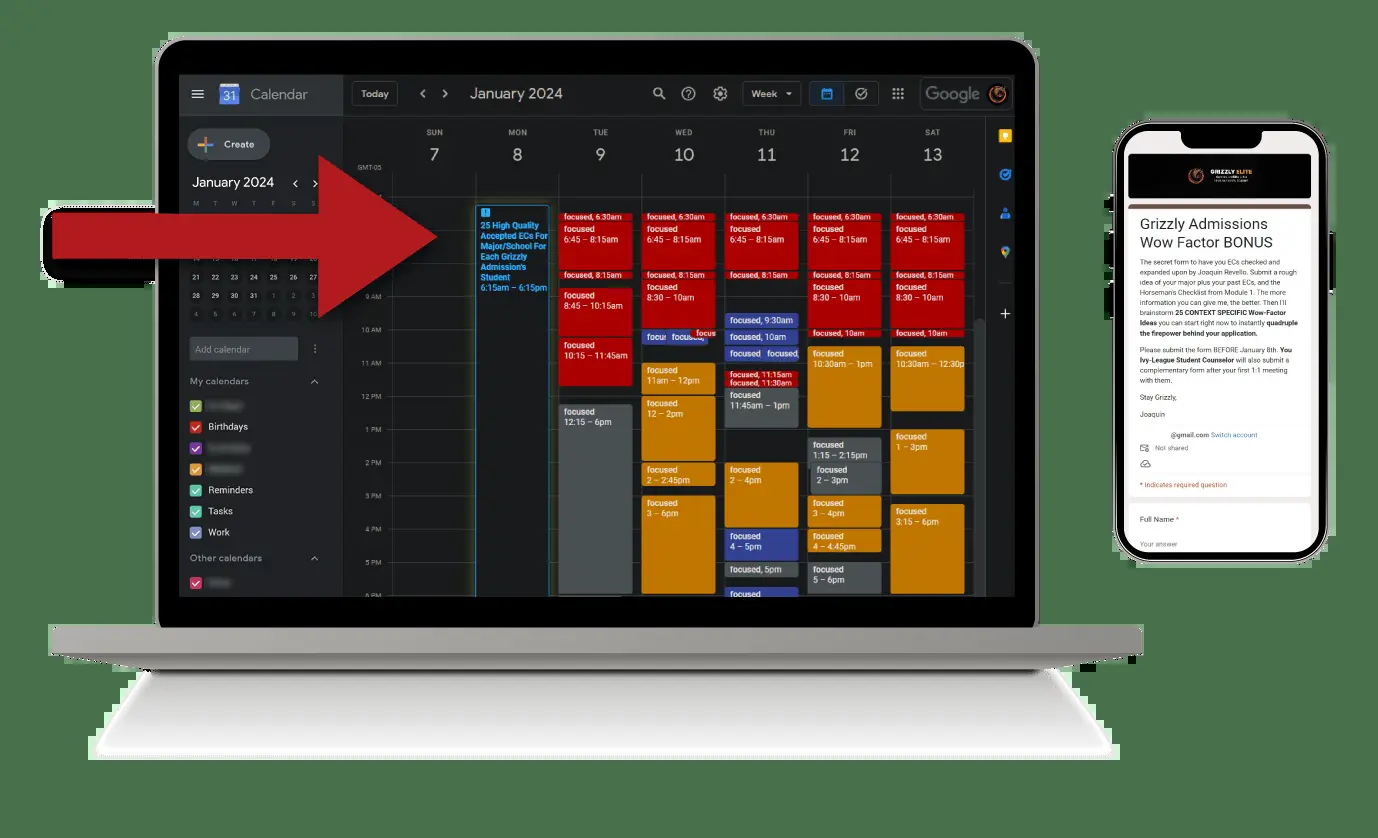 31 Calendar
Today
January 2024
Week
Google
Create
January 2024
M T W T F S S
21 22 23 24 25 26 27
28 29 30 31 1 2 3
4 5 6 7 8 9 10
Add calendar
My calendars
Birthdays
Reminders
Tasks
Work
Other calendars
GMT-05
SUN MON TUE WED THU FRI SAT
7 8 9 10 11 12 13
9 AM
10 AM
11 AM
12 PM
1 PM
2 PM
3 PM
4 PM
5 PM
6 PM
25 High Quality
Accepted ECs For
Major/School For
Each Grizzly
Admission's
Student
6:15am – 6:15pm
focused, 6:30am
focused
6:45 – 8:15am
focused, 8:15am
focused
8:45 – 10:15am
focused
10:15 – 11:45am
focused
12:15 – 6pm
focused, 6:30am
focused
6:45 – 8:15am
focused, 8:15am
focused
8:30 – 10am
focus
focus focused,
focused
11am – 12pm
focused
12 – 2pm
focused
2 – 2:45pm
focused
3 – 6pm
focused, 6:30am
focused
6:45 – 8:15am
focused, 8:15am
focused, 9:30am
focused, 10am
focused focused,
focused, 11:15am
focused, 11:30am
focused
11:45am – 1pm
focused
2 – 4pm
focused
4 – 5pm
focused, 5pm
focused
focused, 6:30am
focused
6:45 – 8:15am
focused, 8:15am
focused
8:30 – 10am
focused, 10am
focused
10:30am – 1pm
focused
1:15 – 2:15pm
focused
2 – 3pm
focused
3 – 4pm
focused
4 – 4:45pm
focused
5 – 6pm
focused, 6:30am
focused
6:45 – 8:15am
focused, 8:15am
focused
8:30 – 10am
focused, 10am
focused
10:30am – 12:30p
focused
1 – 3pm
focused
3:15 – 6pm
GRIZZLY ELITE
Grizzly Admissions
Wow Factor BONUS
The secret form to have you ECs checked and
expanded upon by Joaquin Revello. Submit a rough
idea of your major plus your past ECs, and the
Horsemans Checklist from Module 1. The more
information you can give me, the better. Then I'll
brainstorm 25 CONTEXT SPECIFIC Wow-Factor
Ideas you can start right now to instantly quadruple
the firepower behind your application.
Please submit the form BEFORE January 8th. You
Ivy-League Student Counselor will also submit a
complementary form after your first 1:1 meeting
with them.
Stay Grizzly,
Joaquin
@gmail.com Switch account
Not shared
* Indicates required question
Full Name *
Your answer